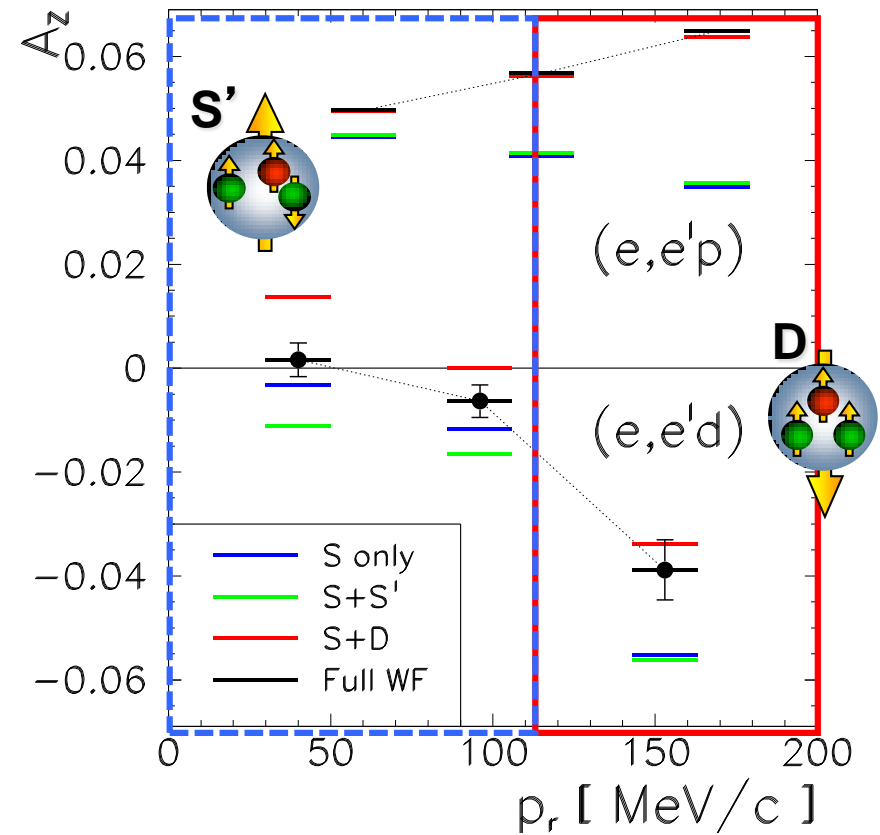 A_z
0.06
0.04
0.02
0
−0.02
−0.04
−0.06
S'
(e,e'p)
D
(e,e'd)
S only
S+S'
S+D
Full WF
0 50 100 150 200
p_r [ MeV/c ]